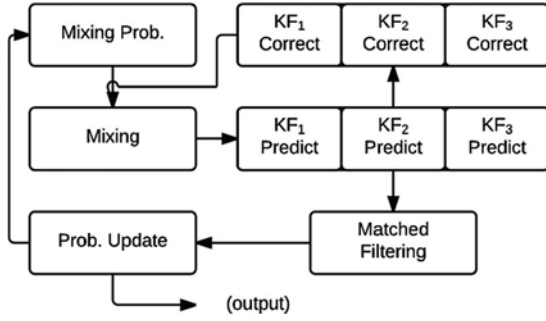 Mixing Prob.
KF₁ Correct
KF₂ Correct
KF₃ Correct
Mixing
KF₁ Predict
KF₂ Predict
KF₃ Predict
Prob. Update
Matched
Filtering
(output)